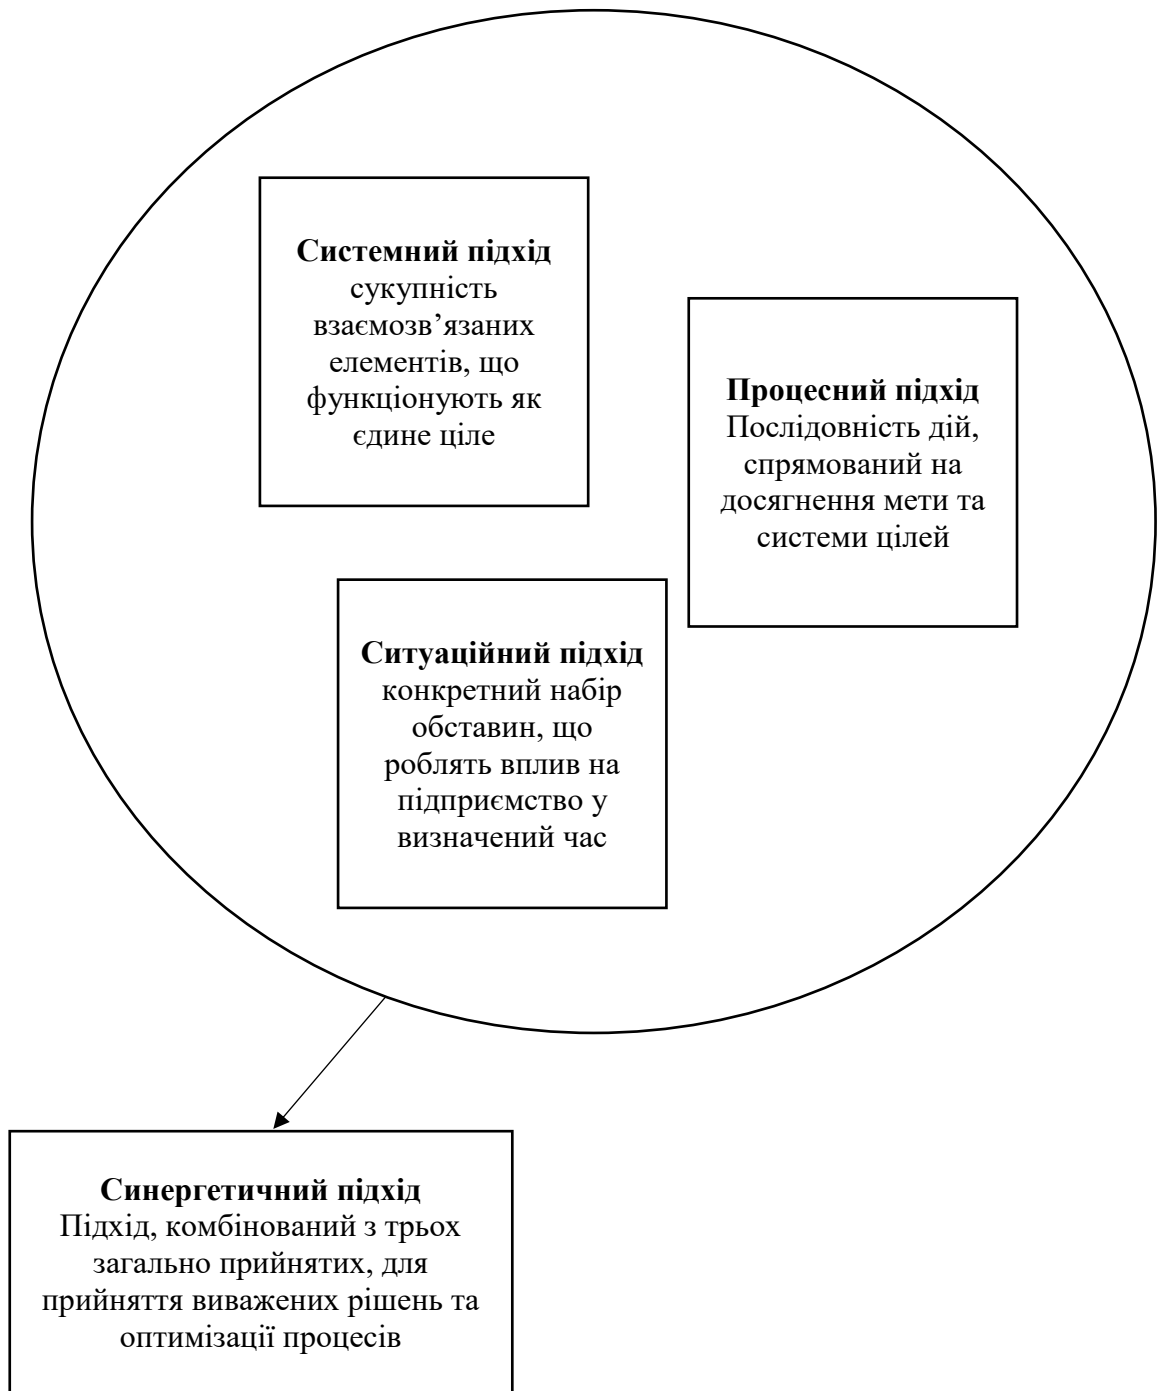 Системний підхід
сукупність
взаємозв’язаних
елементів, що
функціонують як
єдине ціле
Процесний підхід
Послідовність дій,
спрямований на
досягнення мети та
системи цілей
Ситуаційний підхід
конкретний набір
обставин, що
роблять вплив на
підприємство у
визначений час
Синергетичний підхід
Підхід, комбінований з трьох
загально прийнятих, для
прийняття виважених рішень та
оптимізації процесів